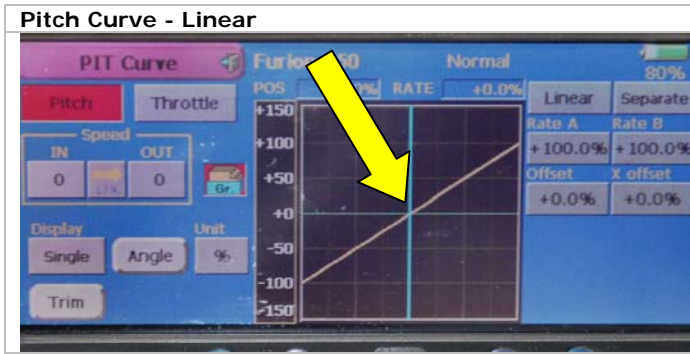 Pitch Curve - Linear
PIT Curve
Normal
80%
Pitch
Throttle
POS
RATE
+0.0%
Linear
Separate
Speed
IN
OUT
0
0
Gr.
Rate A
Rate B
+100.0%
+100.0%
Offset
X offset
+0.0%
+0.0%
Display
Unit
Single
Angle
%
Trim
+150
+100
+50
+0
-50
-100
-150